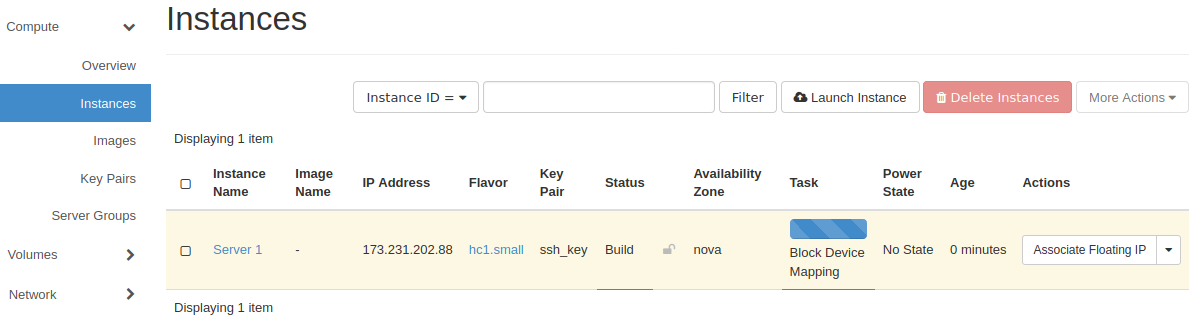 Instances
Compute
Overview
Instances
Images
Key Pairs
Server Groups
Volumes
Network
Instance ID = Filter Launch Instance Delete Instances More Actions
Displaying 1 item
Instance Name Image Name IP Address Flavor Key Pair Status Availability Zone Task Power State Age Actions
Server 1 - 173.231.202.88 hc1.small ssh_key Build nova Block Device Mapping No State 0 minutes Associate Floating IP
Displaying 1 item